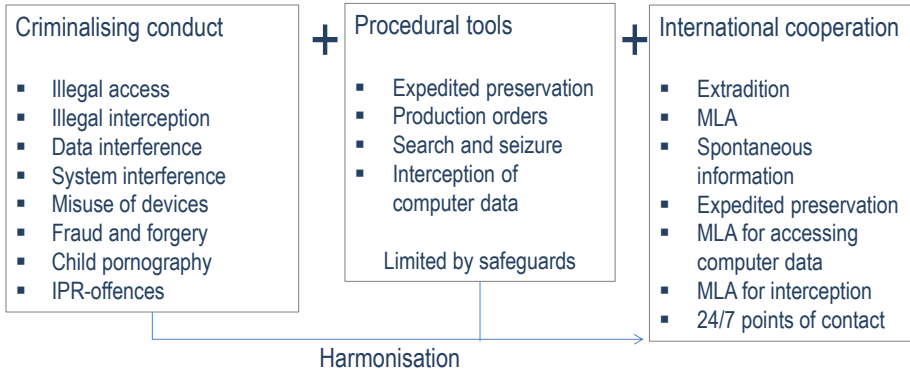 Criminalising conduct
▪ Illegal access
▪ Illegal interception
▪ Data interference
▪ System interference
▪ Misuse of devices
▪ Fraud and forgery
▪ Child pornography
▪ IPR-offences
+
Procedural tools
▪ Expedited preservation
▪ Production orders
▪ Search and seizure
▪ Interception of
computer data
Limited by safeguards
+
International cooperation
▪ Extradition
▪ MLA
▪ Spontaneous
information
▪ Expedited preservation
▪ MLA for accessing
computer data
▪ MLA for interception
▪ 24/7 points of contact
Harmonisation